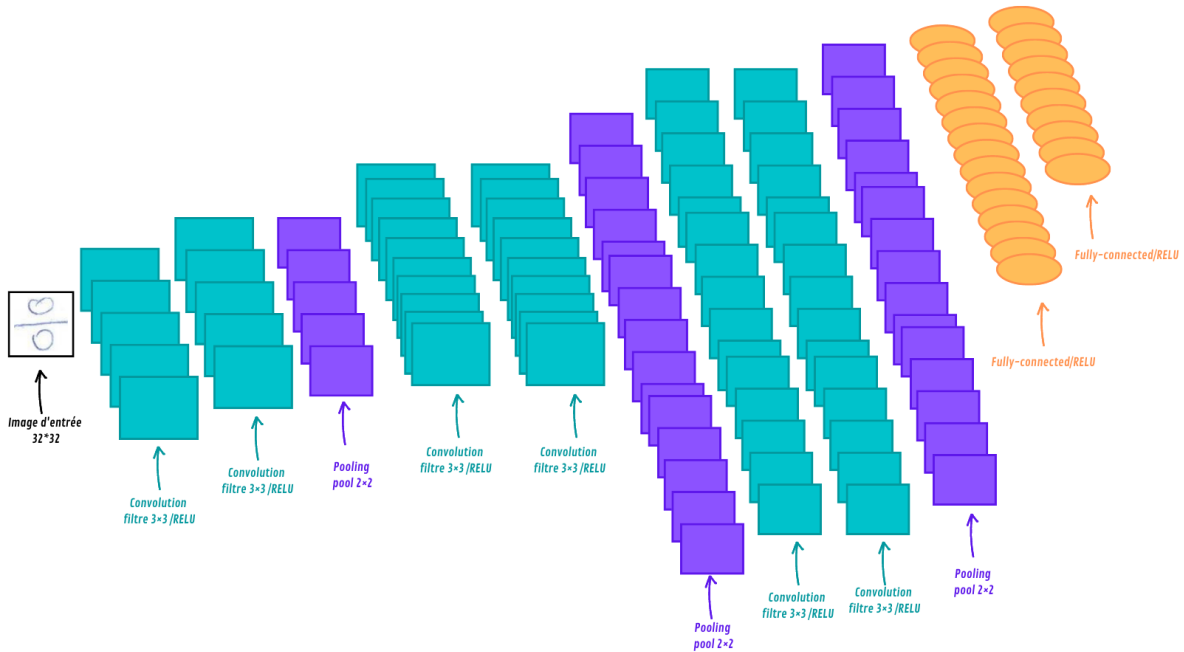 Image d'entrée
32*32
Convolution
filtre 3×3 /RELU
Convolution
filtre 3×3 /RELU
Pooling
pool 2×2
Convolution
filtre 3×3 /RELU
Convolution
filtre 3×3 /RELU
Pooling
pool 2×2
Convolution
filtre 3×3 /RELU
Convolution
filtre 3×3 /RELU
Pooling
pool 2×2
Fully-connected/RELU
Fully-connected/RELU